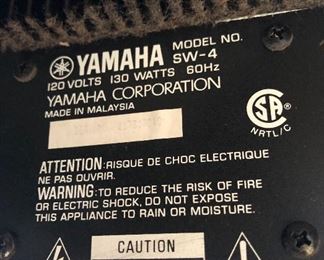 YAMAHA MODEL NO. SW-4
120 VOLTS 130 WATTS 60Hz
YAMAHA CORPORATION
MADE IN MALAYSIA
SA
NRTL/C
ATTENTION: RISQUE DE CHOC ELECTRIQUE
NE PAS OUVRIR.
WARNING: TO REDUCE THE RISK OF FIRE
OR ELECTRIC SHOCK, DO NOT EXPOSE
THIS APPLIANCE TO RAIN OR MOISTURE.
CAUTION